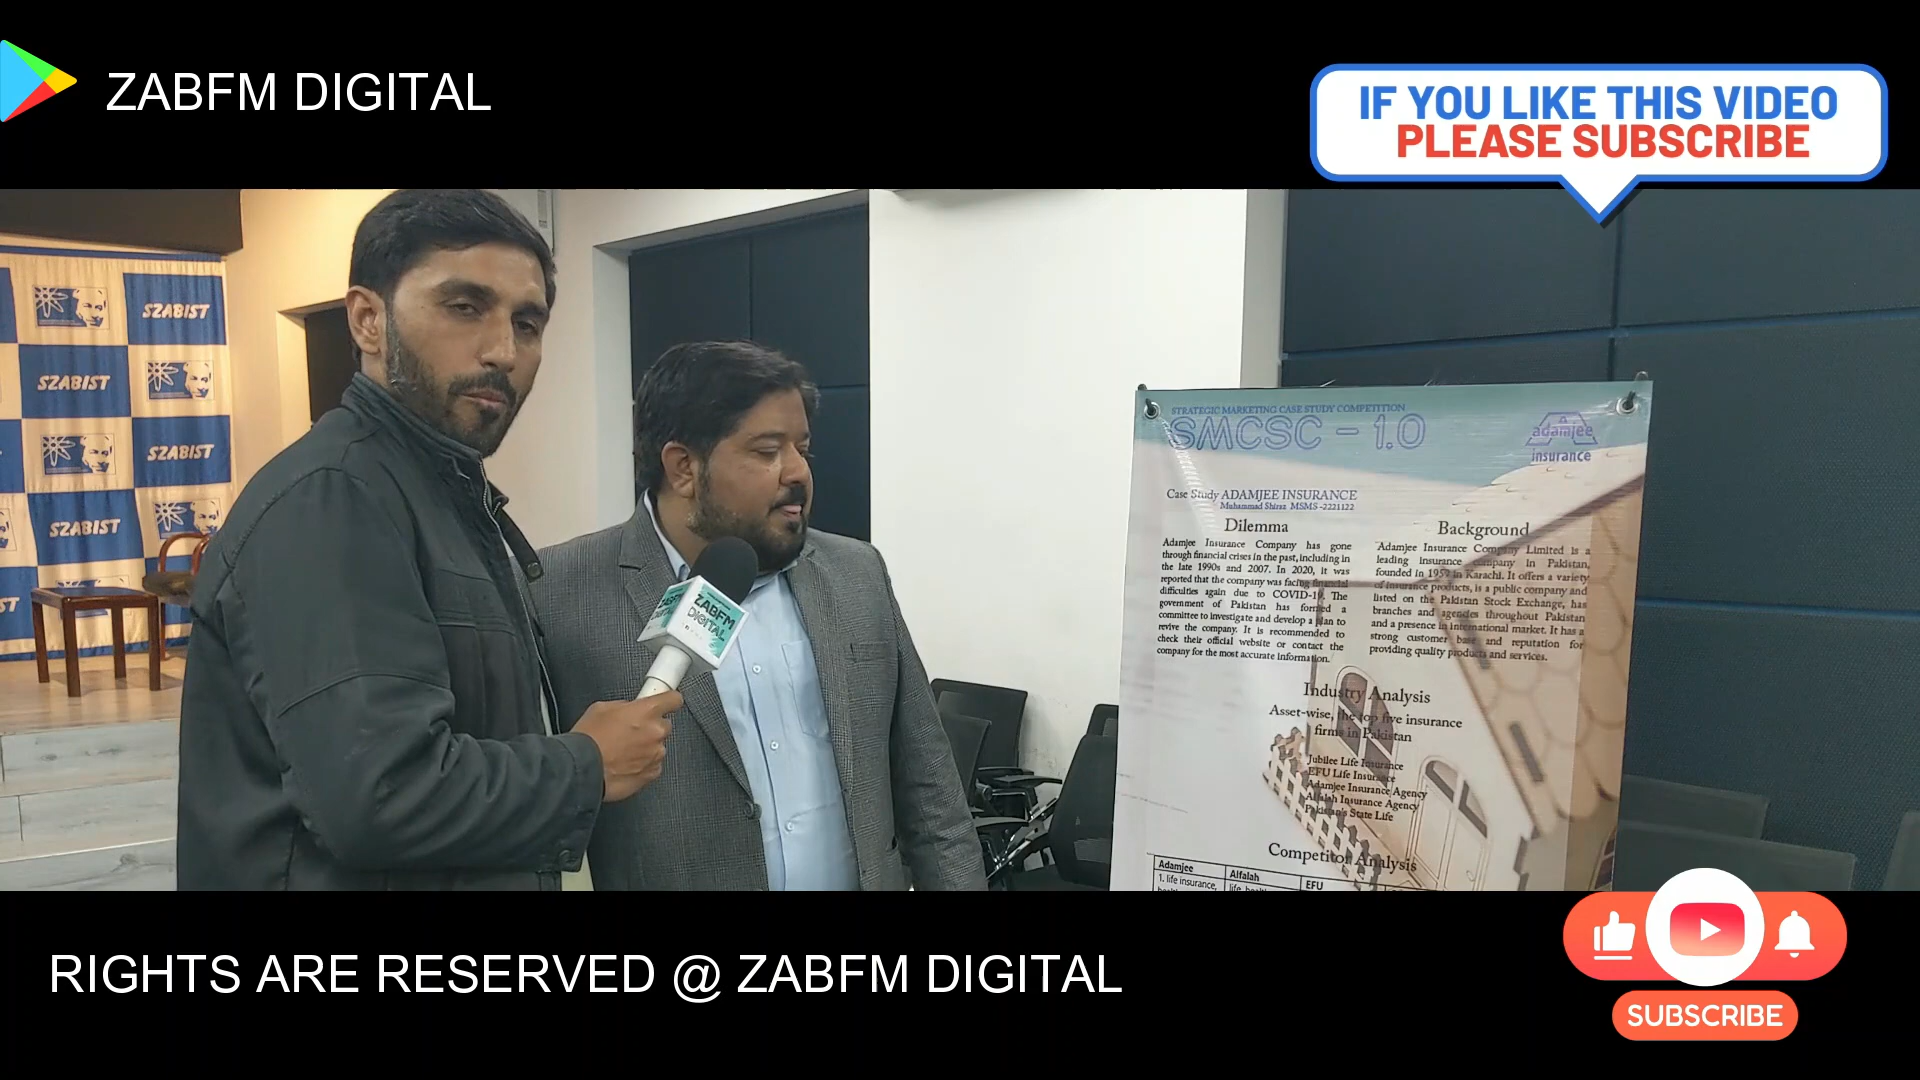 ZABFM DIGITAL
IF YOU LIKE THIS VIDEO
PLEASE SUBSCRIBE
SZABIST
SZABIST
SZABIST
SZABIST
ZABFM
DIGITAL
STRATEGIC MARKETING CASE STUDY COMPETITION
SMCSC - 1.0
adamjee
insurance
Case Study ADAMJEE INSURANCE
Muhammad Shiraz MSMS -2221122
Dilemma
Adamjee Insurance Company has gone
through financial crises in the past, including in
the late 1990s and 2007. In 2020, it was
reported that the company was facing financial
difficulties again due to COVID-19. The
government of Pakistan has formed a
committee to investigate and develop a plan to
revive the company. It is recommended to
check their official website or contact the
company for the most accurate information.
Background
Adamjee Insurance Company Limited is a
leading insurance company in Pakistan,
founded in 1959 in Karachi. It offers a variety
of insurance products, is a public company and
listed on the Pakistan Stock Exchange, has
branches and agencies throughout Pakistan
and a presence in international market. It has a
strong customer base and reputation for
providing quality products and services.
Industry Analysis
Asset-wise, the top five insurance
firms in Pakistan
Jubilee Life Insurance
EFU Life Insurance
Adamjee Insurance Agency
Alfalah Insurance Agency
Pakistan's State Life
Competitor Analysis
Adamjee
Alfalah
EFU
1. life insurance,
RIGHTS ARE RESERVED @ ZABFM DIGITAL
SUBSCRIBE